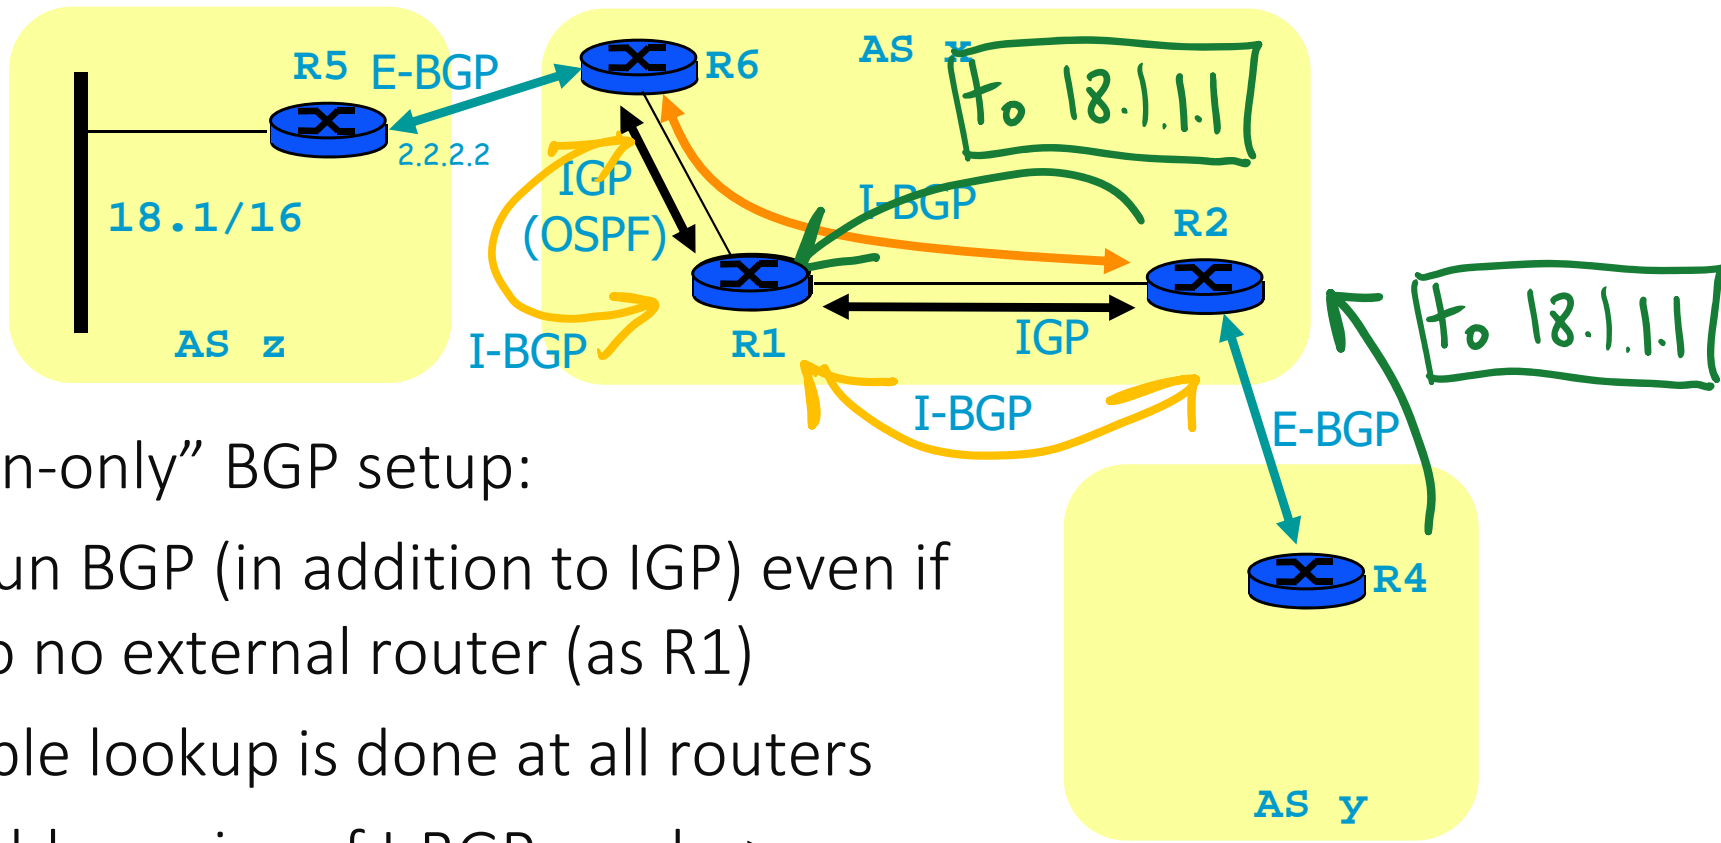 R5 E-BGP
R6
AS x
to 18.1.1.1
2.2.2.2
IGP
(OSPF)
I-BGP
R2
18.1/16
to 18.1.1.1
AS z
I-BGP
R1
IGP
I-BGP
E-BGP
n-only” BGP setup:
un BGP (in addition to IGP) even if
R4
o no external router (as R1)
ble lookup is done at all routers
AS y